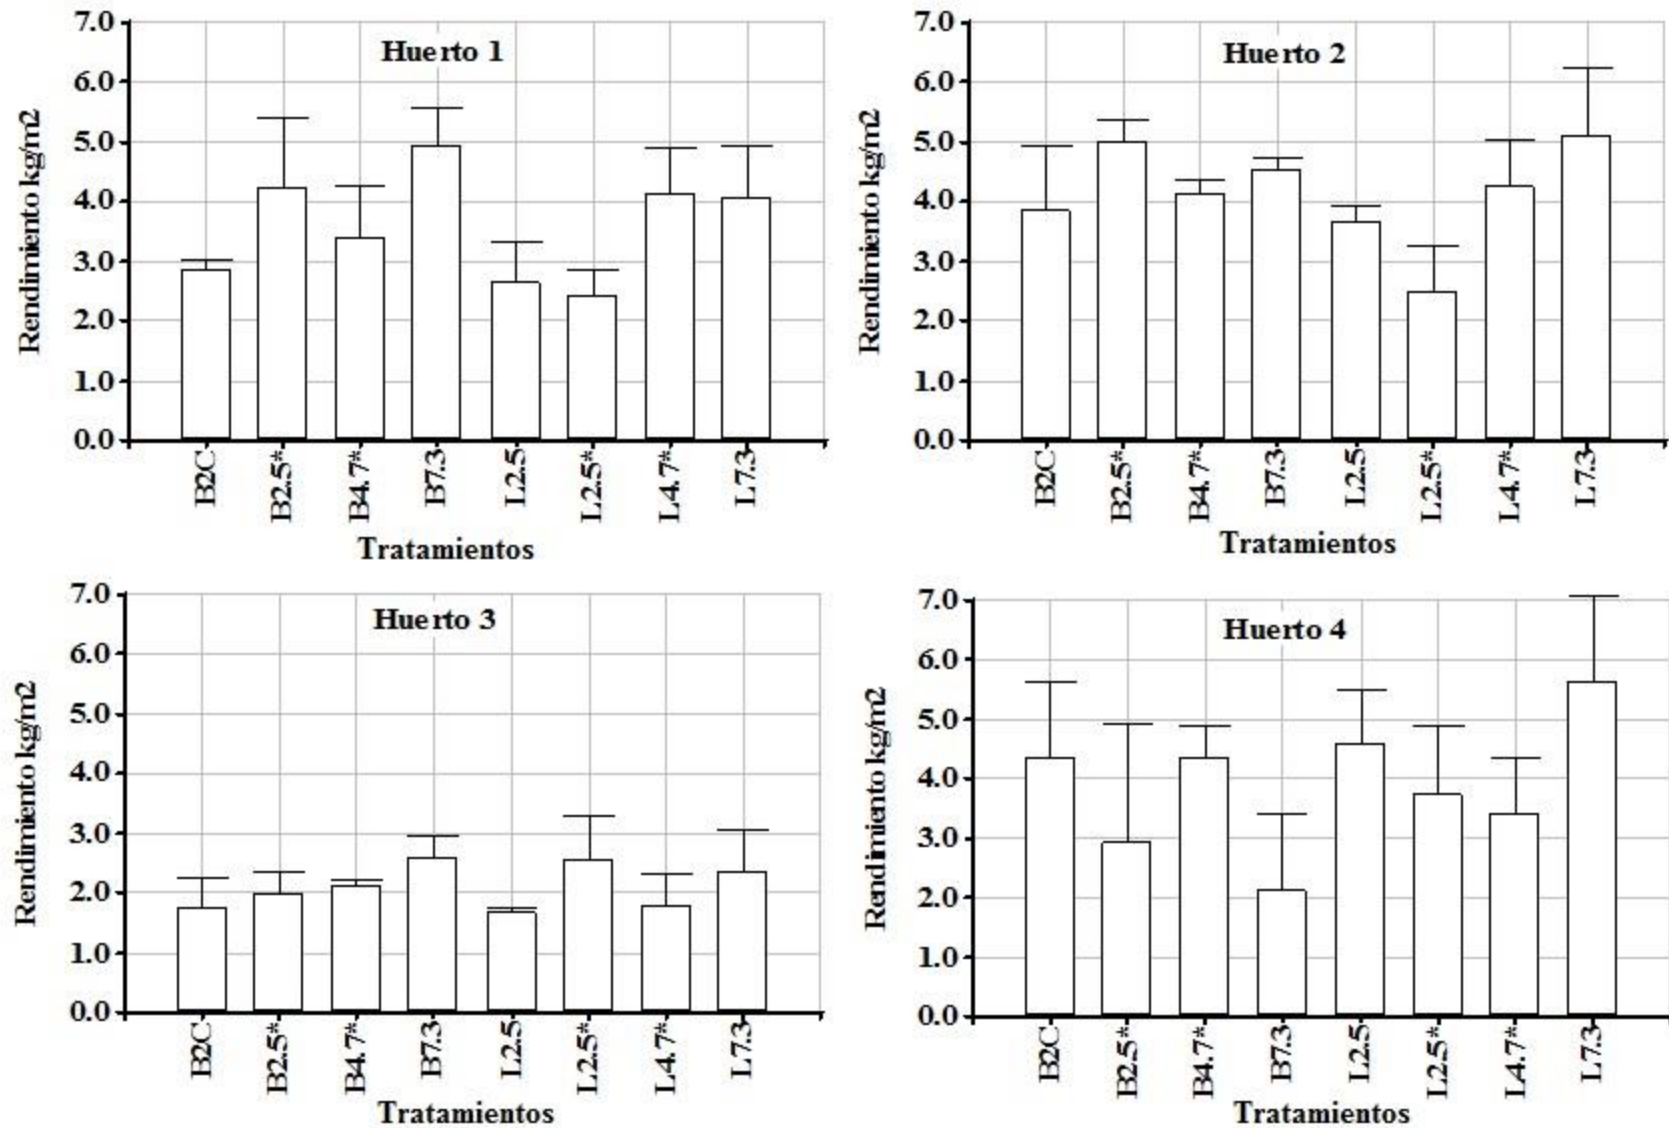 Huerto 1
Rendimiento kg/m2
7.0
6.0
5.0
4.0
3.0
2.0
1.0
0.0
B2C
B2.5*
B4.7*
B7.3
L2.5
L2.5*
L4.7*
L7.3
Tratamientos
Huerto 2
Rendimiento kg/m2
7.0
6.0
5.0
4.0
3.0
2.0
1.0
0.0
B2C
B2.5*
B4.7*
B7.3
L2.5
L2.5*
L4.7*
L7.3
Tratamientos
Huerto 3
Rendimiento kg/m2
7.0
6.0
5.0
4.0
3.0
2.0
1.0
0.0
B2C
B2.5*
B4.7*
B7.3
L2.5
L2.5*
L4.7*
L7.3
Tratamientos
Huerto 4
Rendimiento kg/m2
7.0
6.0
5.0
4.0
3.0
2.0
1.0
0.0
B2C
B2.5*
B4.7*
B7.3
L2.5
L2.5*
L4.7*
L7.3
Tratamientos